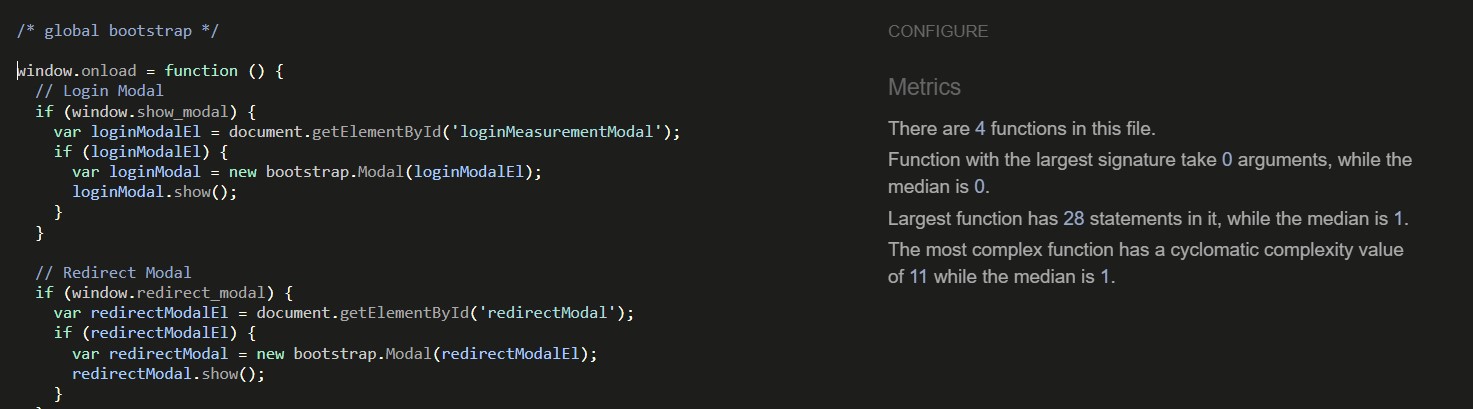 /* global bootstrap */
window.onload = function () {
// Login Modal
if (window.show_modal) {
var loginModalEl = document.getElementById('loginMeasurementModal');
if (loginModalEl) {
var loginModal = new bootstrap.Modal(loginModalEl);
loginModal.show();
}
}
// Redirect Modal
if (window.redirect_modal) {
var redirectModalEl = document.getElementById('redirectModal');
if (redirectModalEl) {
var redirectModal = new bootstrap.Modal(redirectModalEl);
redirectModal.show();
}
CONFIGURE
Metrics
There are 4 functions in this file.
Function with the largest signature take 0 arguments, while the
median is 0.
Largest function has 28 statements in it, while the median is 1.
The most complex function has a cyclomatic complexity value
of 11 while the median is 1.